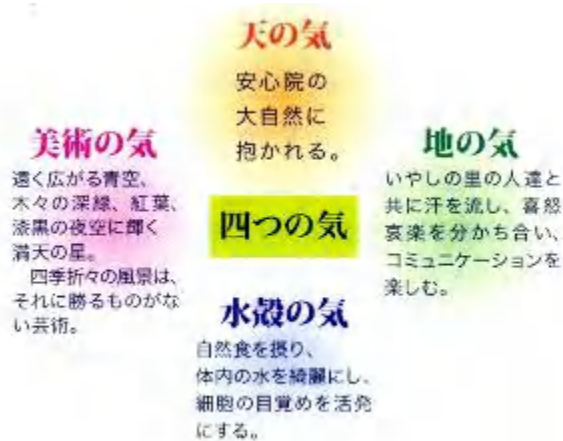 天の気
安心院の
大自然に
抱かれる。
美術の気
遠く広がる青空、
木々の深緑、紅葉、
漆黒の夜空に輝く
満天の星。
四季折々の風景は、
それに勝るものがな
い芸術。
四つの気
地の気
いやしの里の人達と
共に汗を流し、喜怒
哀楽を分かち合い、
コミュニケーションを
楽しむ。
水穀の気
自然食を摂り、
体内の水を綺麗にし、
細胞の目覚めを活発
にする。